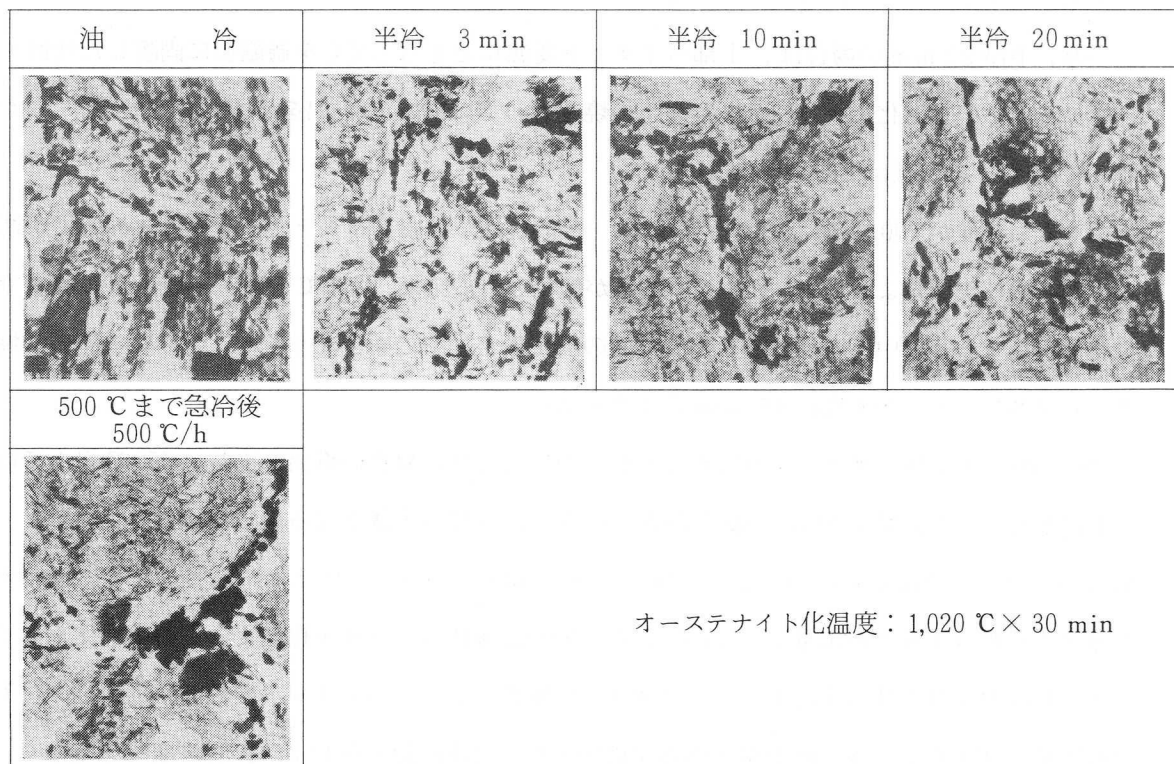 油 冷
半冷 3 min
半冷 10 min
半冷 20 min
500 ℃まで急冷後
500 ℃/h
オーステナイト化温度：1,020 ℃× 30 min